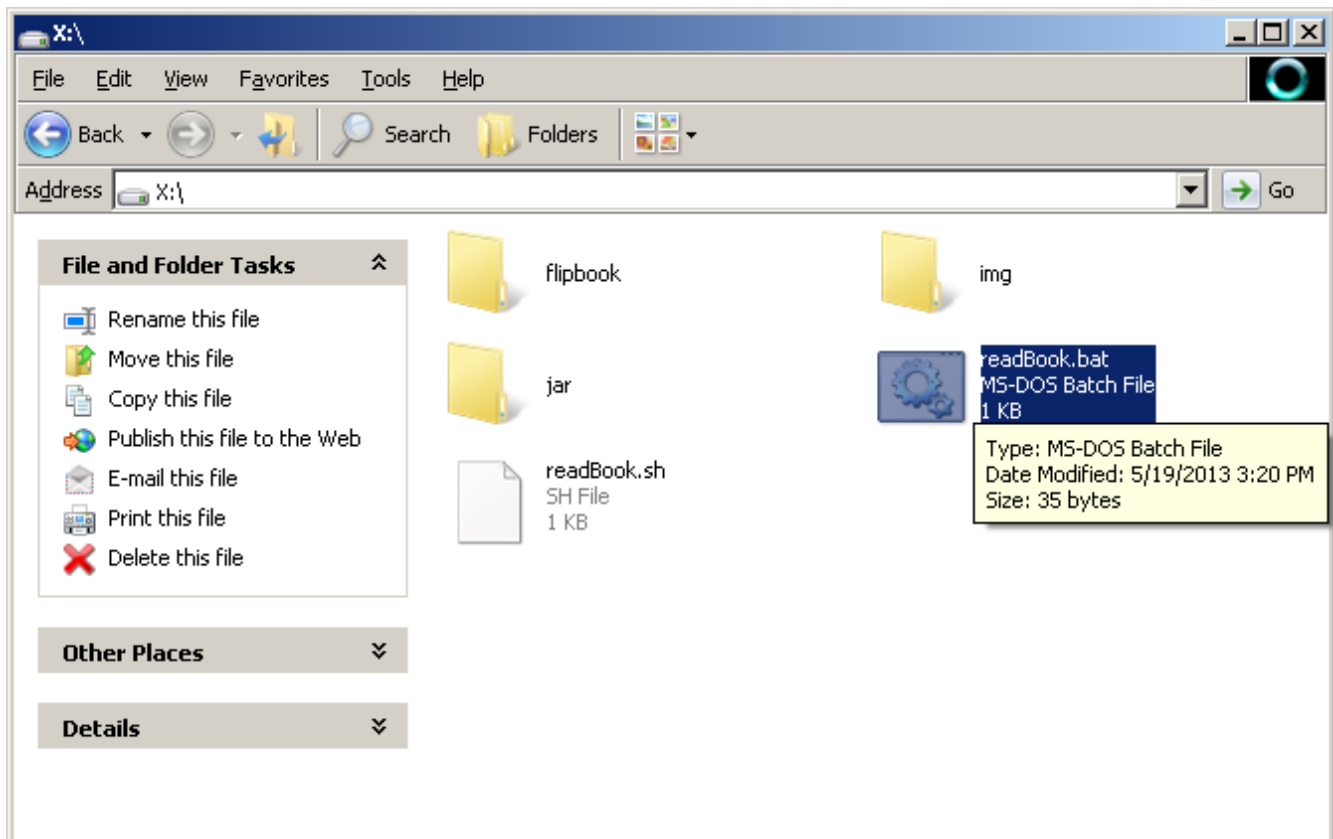 X:\
File Edit View Favorites Tools Help
Back Search Folders
Address X:\ Go
File and Folder Tasks
Rename this file
Move this file
Copy this file
Publish this file to the Web
E-mail this file
Print this file
Delete this file
Other Places
Details
flipbook
img
jar
readBook.bat
MS-DOS Batch File
1 KB
readBook.sh
SH File
1 KB
Type: MS-DOS Batch File
Date Modified: 5/19/2013 3:20 PM
Size: 35 bytes